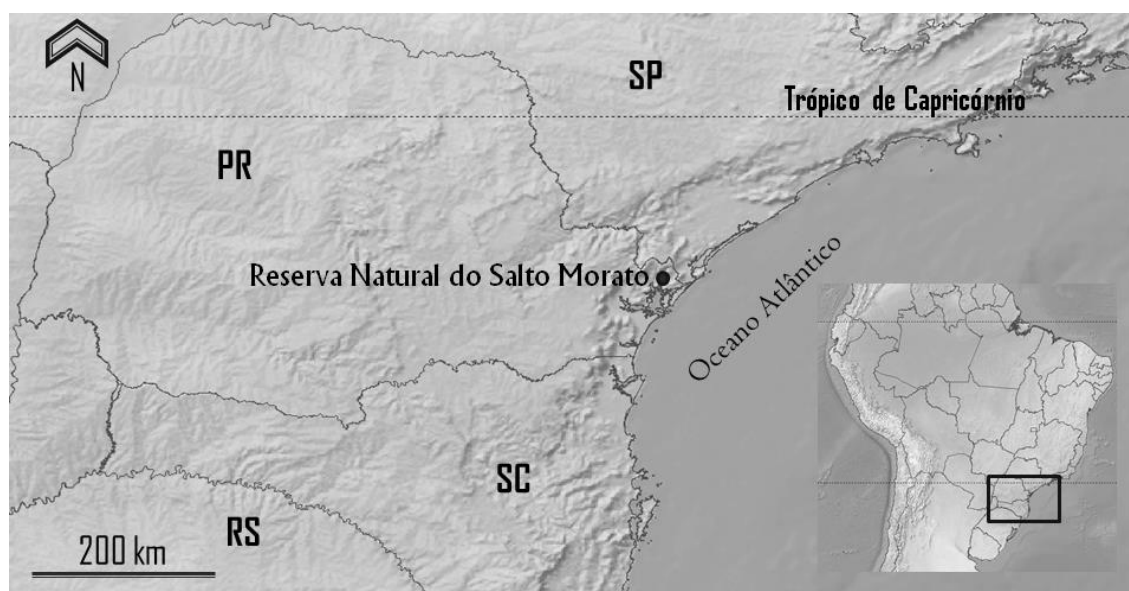 N
SP
Trópico de Capricórnio
PR
Reserva Natural do Salto Morato
Oceano Atlântico
SC
RS
200 km